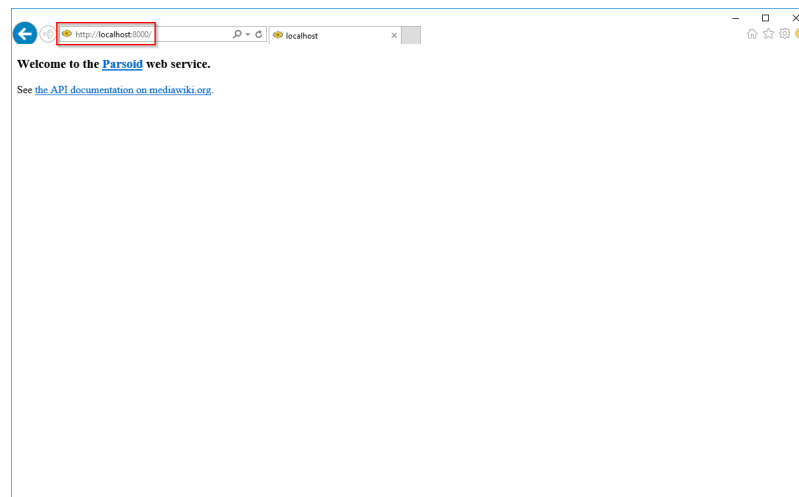 http://localhost:8000/
localhost
Welcome to the Parsoid web service.
See the API documentation on mediawiki.org.